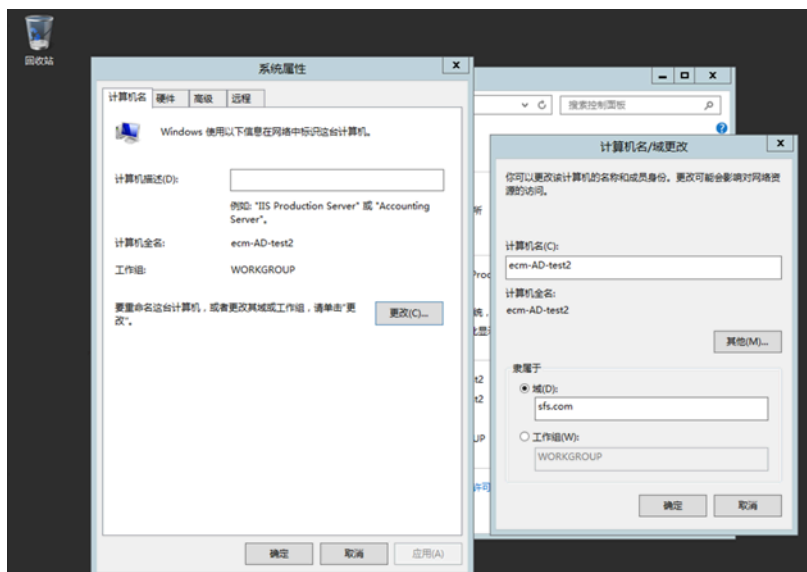 回收站
系统属性
x
计算机名
硬件
高级
远程
Windows 使用以下信息在网络中标识这台计算机。
计算机描述(D):
例如: "IIS Production Server" 或 "Accounting
Server"。
计算机全名:
ecm-AD-test2
工作组:
WORKGROUP
要重命名这台计算机，或者更改其域或工作组，请单击"更
改"。
更改(C)...
确定
取消
应用(A)
x
搜索控制面板
?
所
Proc
统，
t2
t2
UP
许可
计算机名/域更改
x
你可以更改该计算机的名称和成员身份。更改可能会影响对网络资
源的访问。
计算机名(C):
ecm-AD-test2
计算机全名:
ecm-AD-test2
其他(M)...
隶属于
域(D):
sfs.com
工作组(W):
WORKGROUP
确定
取消